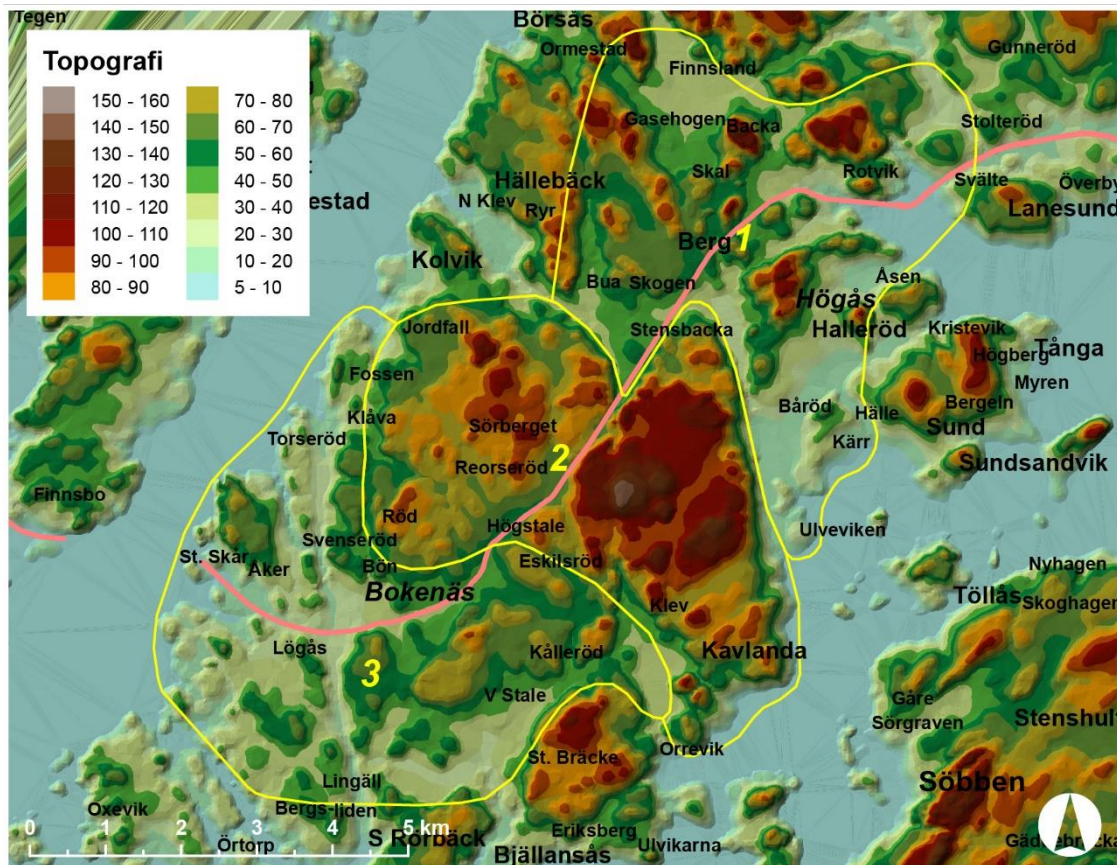 Tegen
Börsås
Ormestad
Finnsland
Gunneröd
Topografi
150 - 160
140 - 150
130 - 140
120 - 130
110 - 120
100 - 110
90 - 100
80 - 90
70 - 80
60 - 70
50 - 60
40 - 50
30 - 40
20 - 30
10 - 20
5 - 10
Gasehogen
Backa
Stolteröd
Hällebäck
Skal
Rotvik
Svälte
Överby
estad
N Klev
Ryr
Lanesund
Kolvik
Berg
1
Bua
Skogen
Högås
Åsen
Jordfall
Stensbacka
Halleröd
Kristevik
Tånga
Högberg
Fossen
Myren
Klåva
Båröd
Hälle
Bergeln
Torseröd
Sörberget
Kärr
Sund
Reorseröd
2
Sundsandvik
Finnsbo
Röd
Högstale
Svenseröd
Ulveviken
St. Skår
Åker
Bön
Eskilsröd
Nyhagen
Bokenäs
Töllås
Skoghagen
Klev
Lögås
Kålleröd
Kavlanda
3
V Stale
Gåre
Sörgraven
Stenshult
St. Bräcke
Orrevik
Lingäll
Söbben
Oxevik
Bergs-liden
0
1
2
3
4
5 km
Örtorp
S Rörbäck
Eriksberg
Ulvikarna
Bjällansås